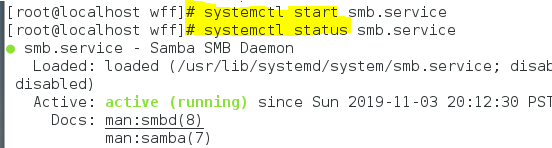 [root@localhost wff]# systemctl start smb.service
[root@localhost wff]# systemctl status smb.service
● smb.service - Samba SMB Daemon
Loaded: loaded (/usr/lib/systemd/system/smb.service; disab
disabled)
Active: active (running) since Sun 2019-11-03 20:12:30 PST
Docs: man:smbd(8)
man:samba(7)